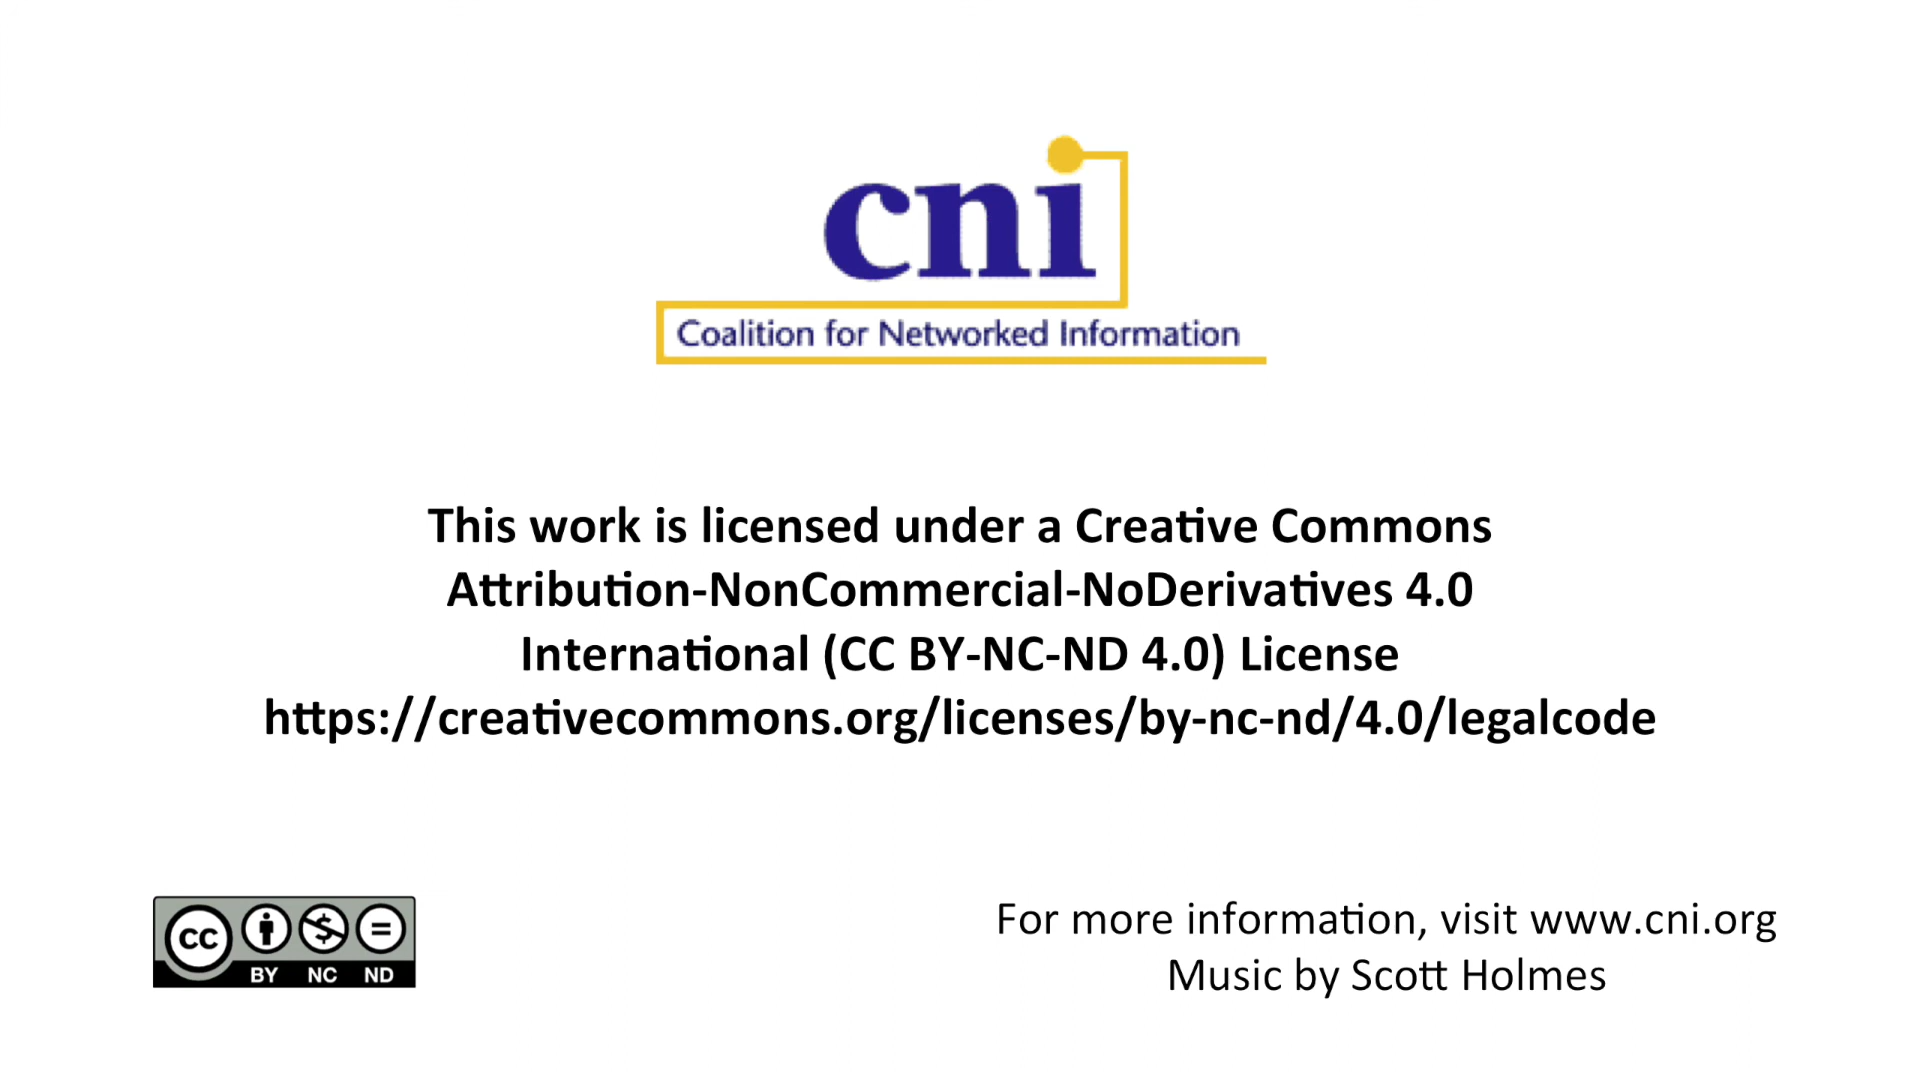 cni
Coalition for Networked Information
This work is licensed under a Creative Commons
Attribution-NonCommercial-NoDerivatives 4.0
International (CC BY-NC-ND 4.0) License
https://creativecommons.org/licenses/by-nc-nd/4.0/legalcode
cc BY NC ND
For more information, visit www.cni.org
Music by Scott Holmes